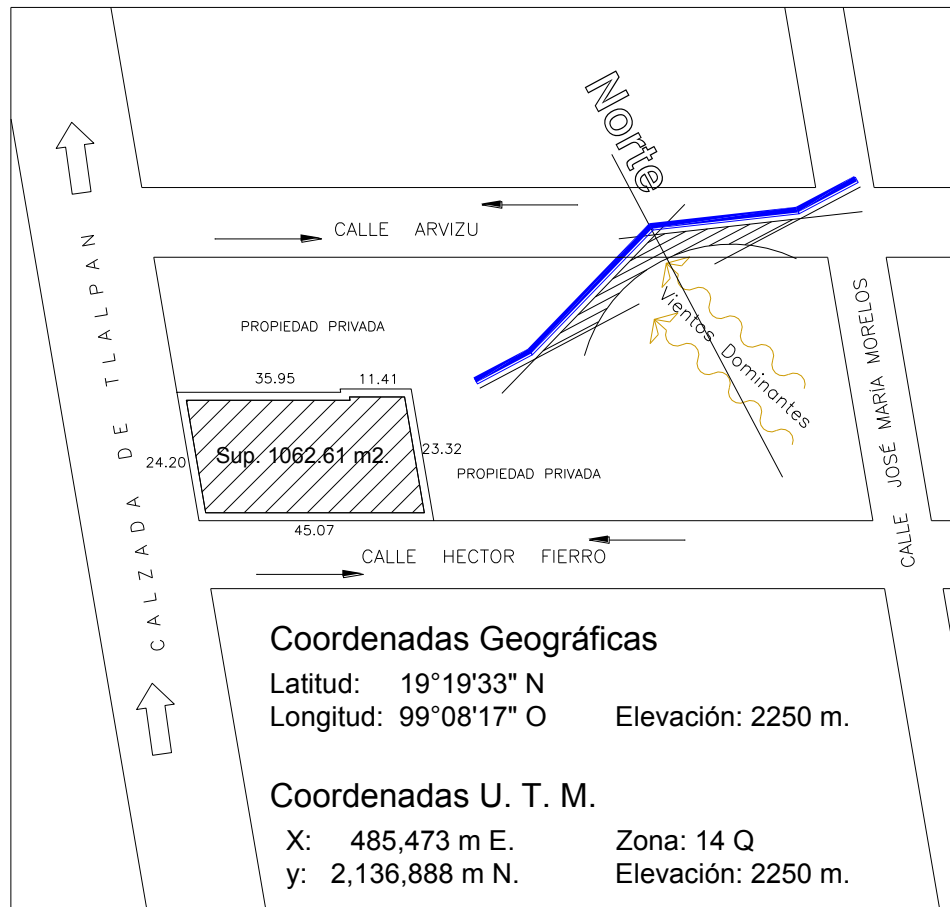 Norte
CALLE ARVIZU
CALZADA DE TLALPAN
PROPIEDAD PRIVADA
Vientos Dominantes
CALLE JOSÉ MARÍA MORELOS
35.95
11.41
24.20
Sup. 1062.61 m2.
23.32
PROPIEDAD PRIVADA
45.07
CALLE HECTOR FIERRO
Coordenadas Geográficas
Latitud: 19°19'33" N
Longitud: 99°08'17" O Elevación: 2250 m.
Coordenadas U. T. M.
X: 485,473 m E. Zona: 14 Q
y: 2,136,888 m N. Elevación: 2250 m.